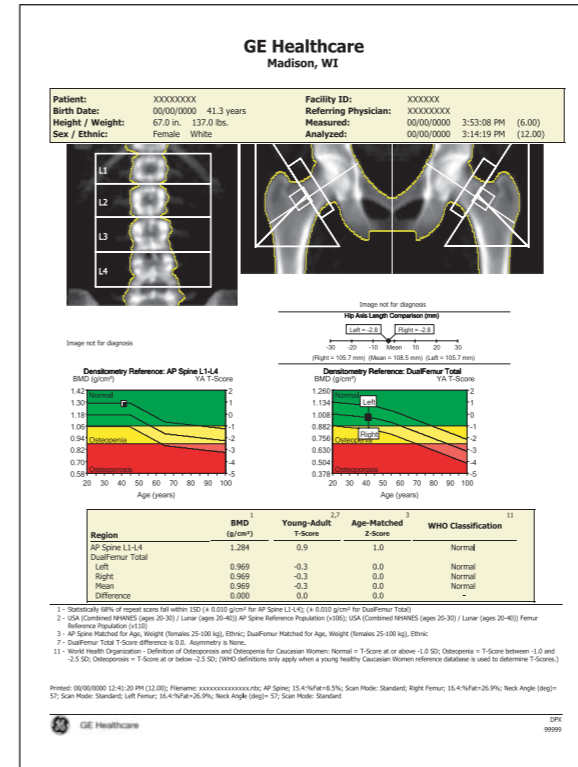 GE Healthcare
Madison, WI
Patient: XXXXXXXX Facility ID: XXXXXX
Birth Date: 00/00/0000 41.3 years Referring Physician: XXXXXXXX
Height / Weight: 67.0 in. 137.0 lbs. Measured: 00/00/0000 3:53:08 PM (6.00)
Sex / Ethnic: Female White Analyzed: 00/00/0000 3:14:19 PM (12.00)
L1
L2
L3
L4
Image not for diagnosis
Image not for diagnosis
Hip Axis Length Comparison (mm)
Left = -2.8 Right = -2.8
-30 -20 -10 Mean 10 20 30
(Right = 105.7 mm) (Mean = 108.5 mm) (Left = 105.7 mm)
Densitometry Reference: AP Spine L1-L4
BMD (g/cm²) YA T-Score
1.42 2
Normal
1.30 1
1.18 0
1.06 -1
0.94 Osteopenia -2
0.82 -3
0.70 -4
0.58 Osteoporosis -5
20 30 40 50 60 70 80 90 100
Age (years)
Densitometry Reference: DualFemur Total
BMD (g/cm²) YA T-Score
1.260 2
Normal
1.134 Left 1
1.008 0
0.882 -1
0.756 Osteopenia Right -2
0.630 -3
0.504 -4
0.378 Osteoporosis -5
20 30 40 50 60 70 80 90 100
Age (years)
Region BMD (g/cm²) 1 Young-Adult T-Score 2,7 Age-Matched Z-Score 3 WHO Classification 11
AP Spine L1-L4 1.284 0.9 1.0 Normal
DualFemur Total
Left 0.969 -0.3 0.0 Normal
Right 0.969 -0.3 0.0 Normal
Mean 0.969 -0.3 0.0 Normal
Difference 0.000 0.0 0.0 -
1 - Statistically 68% of repeat scans fall within 1SD (± 0.010 g/cm² for AP Spine L1-L4); (± 0.010 g/cm² for DualFemur Total)
2 - USA (Combined NHANES (ages 20-30) / Lunar (ages 20-40)) AP Spine Reference Population (v106); USA (Combined NHANES (ages 20-30) / Lunar (ages 20-40)) Femur
Reference Population (v110)
3 - AP Spine Matched for Age, Weight (females 25-100 kg), Ethnic; DualFemur Matched for Age, Weight (females 25-100 kg), Ethnic
7 - DualFemur Total T-Score difference is 0.0. Asymmetry is None.
11 - World Health Organization - Definition of Osteoporosis and Osteopenia for Caucasian Women: Normal = T-Score at or above -1.0 SD; Osteopenia = T-Score between -1.0 and
-2.5 SD; Osteoporosis = T-Score at or below -2.5 SD; (WHO definitions only apply when a young healthy Caucasian Women reference database is used to determine T-Scores.)
Printed: 00/00/0000 12:41:20 PM (12.00); Filename: xxxxxxxxxxxxxx.nbc; AP Spine; 15.4:%Fat=8.5%; Scan Mode: Standard; Right Femur; 16.4:%Fat=26.9%; Neck Angle (deg)=
57; Scan Mode: Standard; Left Femur; 16.4:%Fat=26.9%; Neck Angle (deg)= 57; Scan Mode: Standard
GE Healthcare
DPX
99999